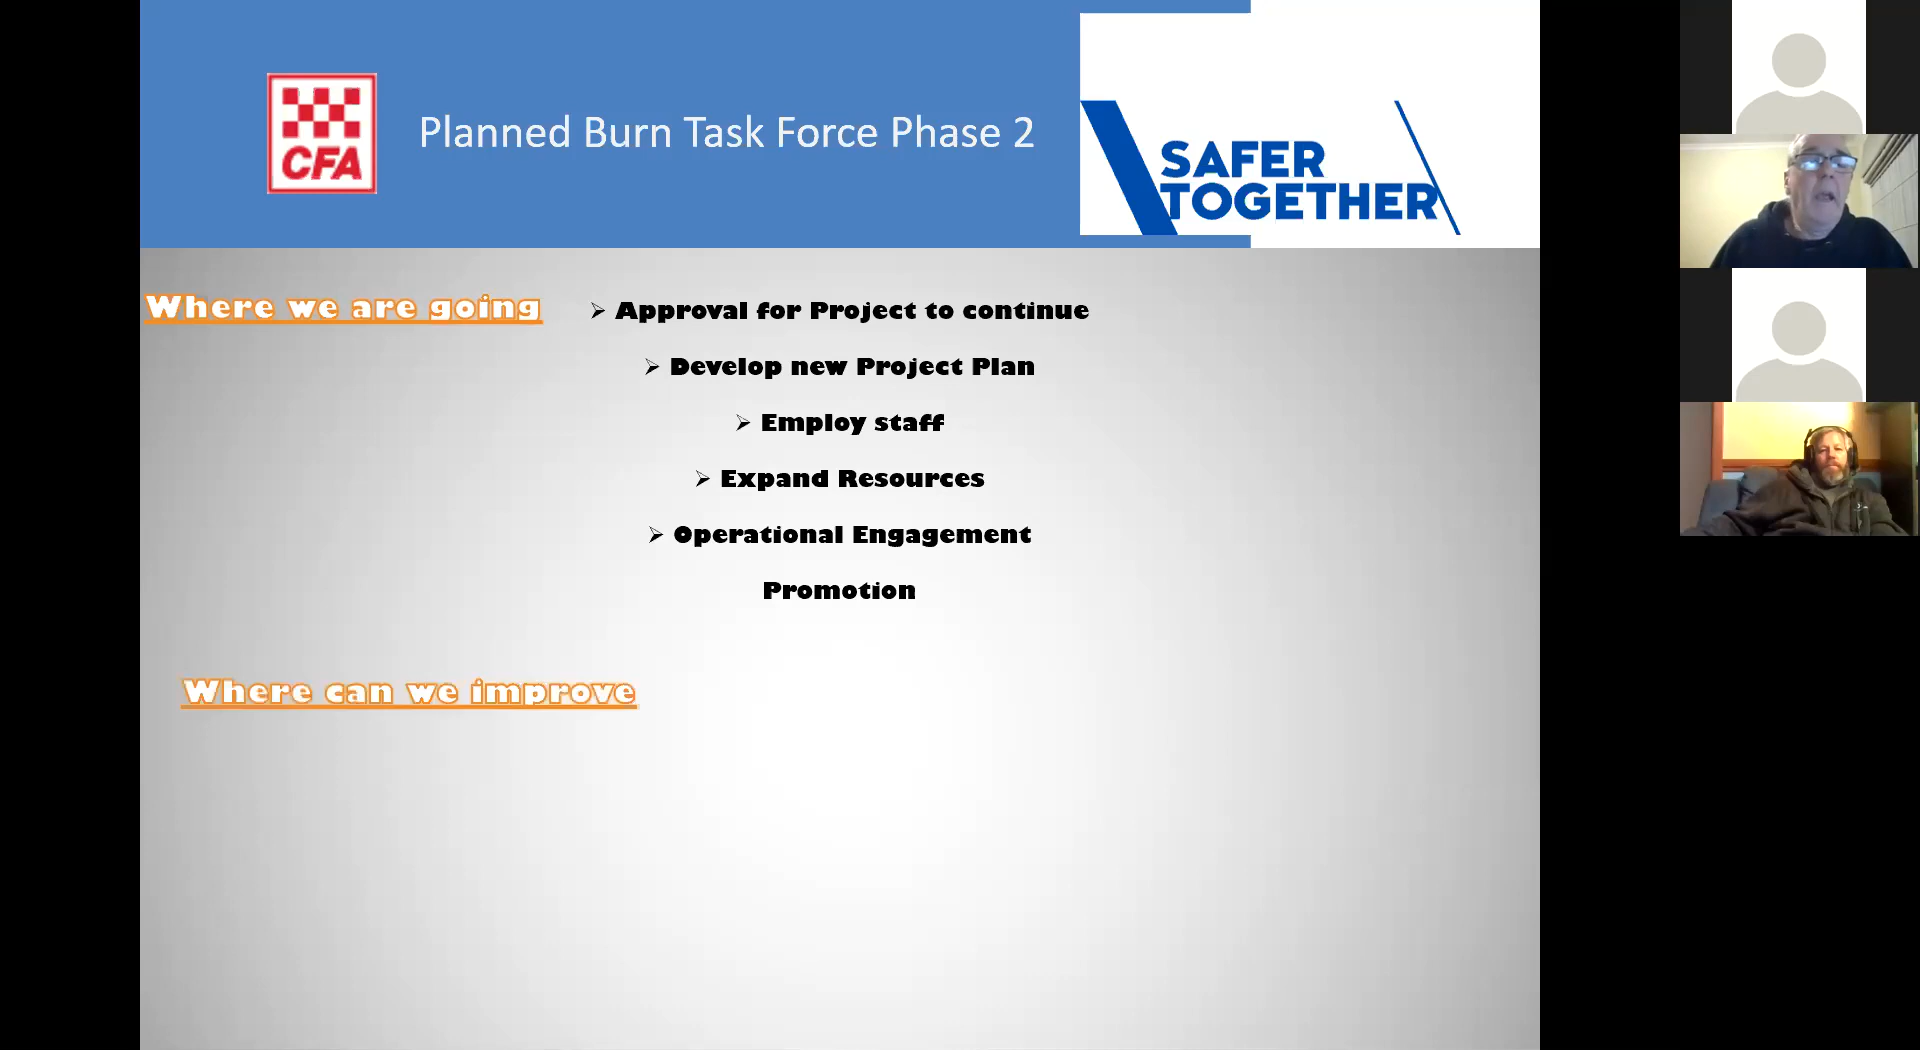 CFA
Planned Burn Task Force Phase 2
SAFER
TOGETHER
Where we are going
➢ Approval for Project to continue
➢ Develop new Project Plan
➢ Employ staff
➢ Expand Resources
➢ Operational Engagement
Promotion
Where can we improve